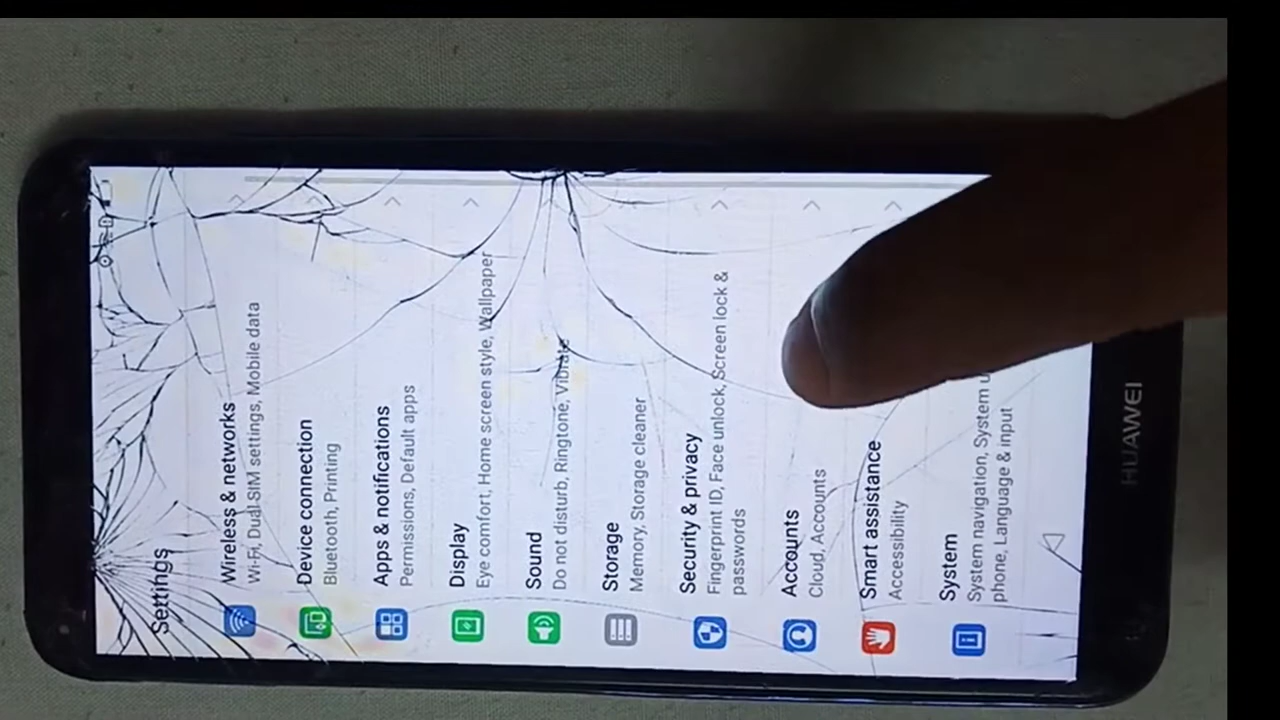 Settings
Wireless & networks
Wi-Fi, Dual-SIM settings, Mobile data
Device connection
Bluetooth, Printing
Apps & notifications
Permissions, Default apps
Display
Eye comfort, Home screen style, Wallpaper
Sound
Do not disturb, Ringtone, Vibrate
Storage
Memory, Storage cleaner
Security & privacy
Fingerprint ID, Face unlock, Screen lock &
passwords
Accounts
Cloud, Accounts
Smart assistance
Accessibility
System
System navigation, System
phone, Language & input
HUAWEI